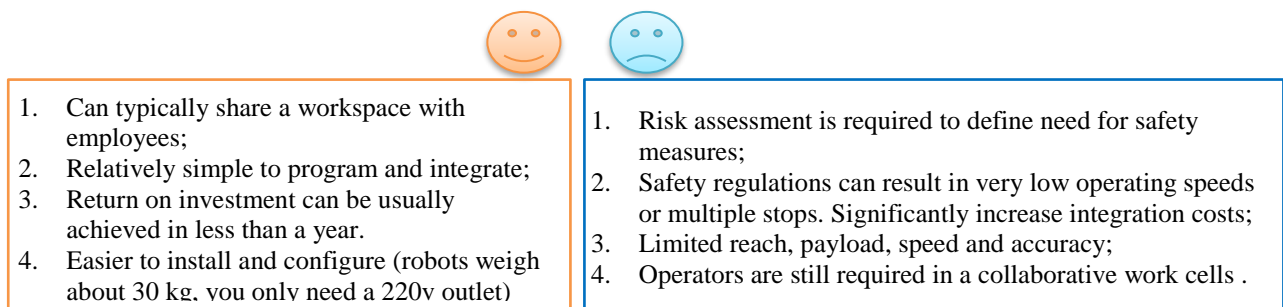 1. Can typically share a workspace with
employees;
2. Relatively simple to program and integrate;
3. Return on investment can be usually
achieved in less than a year.
4. Easier to install and configure (robots weigh
about 30 kg, you only need a 220v outlet)
1. Risk assessment is required to define need for safety
measures;
2. Safety regulations can result in very low operating speeds
or multiple stops. Significantly increase integration costs;
3. Limited reach, payload, speed and accuracy;
4. Operators are still required in a collaborative work cells .